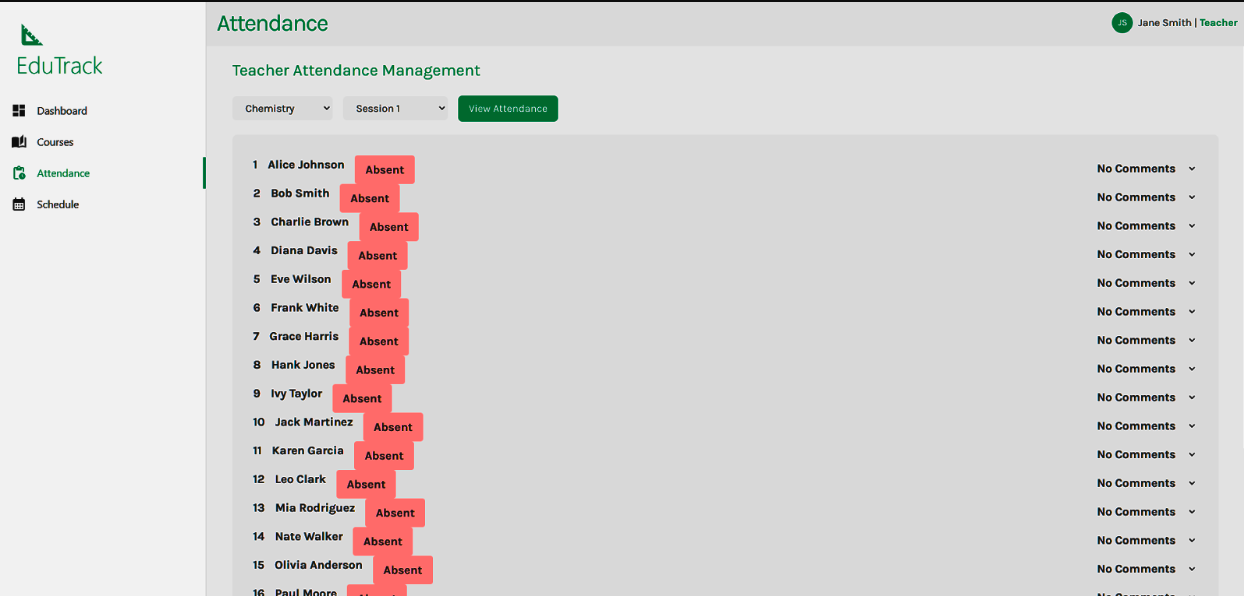 Attendance
JS Jane Smith | Teacher
EduTrack
Dashboard
Courses
Attendance
Schedule
Teacher Attendance Management
Chemistry Session 1 View Attendance
1 Alice Johnson Absent No Comments
2 Bob Smith Absent No Comments
3 Charlie Brown Absent No Comments
4 Diana Davis Absent No Comments
5 Eve Wilson Absent No Comments
6 Frank White Absent No Comments
7 Grace Harris Absent No Comments
8 Hank Jones Absent No Comments
9 Ivy Taylor Absent No Comments
10 Jack Martinez Absent No Comments
11 Karen Garcia Absent No Comments
12 Leo Clark Absent No Comments
13 Mia Rodriguez Absent No Comments
14 Nate Walker Absent No Comments
15 Olivia Anderson Absent No Comments
16 Paul Moore